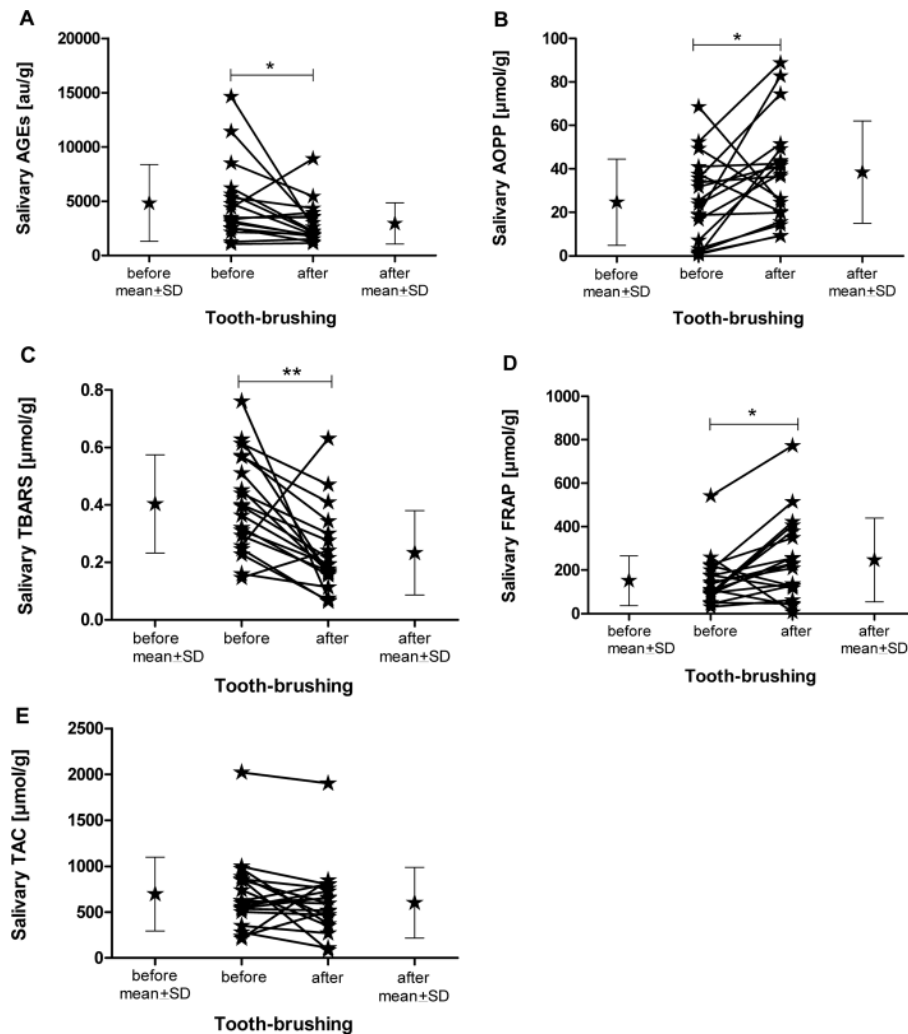 A
Salivary AGEs [au/g]
20000
15000
10000
5000
0
*
before
mean±SD
before
after
after
mean±SD
Tooth-brushing
B
Salivary AOPP [µmol/g]
100
80
60
40
20
0
*
before
mean±SD
before
after
after
mean±SD
Tooth-brushing
C
Salivary TBARS [µmol/g]
0.8
0.6
0.4
0.2
0.0
**
before
mean±SD
before
after
after
mean±SD
Tooth-brushing
D
Salivary FRAP [µmol/g]
1000
800
600
400
200
0
*
before
mean±SD
before
after
after
mean±SD
Tooth-brushing
E
Salivary TAC [µmol/g]
2500
2000
1500
1000
500
0
before
mean±SD
before
after
after
mean±SD
Tooth-brushing